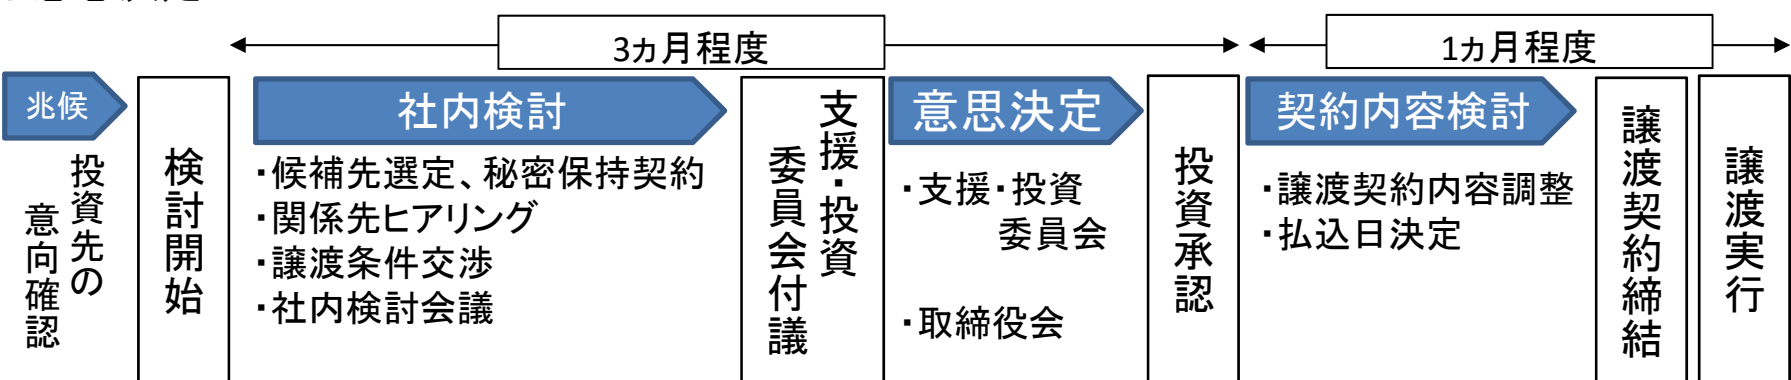 3ヵ月程度
1ヵ月程度
兆候
投資先の
意向確認
検討開始
社内検討
・候補先選定、秘密保持契約
・関係先ヒアリング
・譲渡条件交渉
・社内検討会議
支援・投資
委員会付議
意思決定
・支援・投資
委員会
・取締役会
投資承認
契約内容検討
・譲渡契約内容調整
・払込日決定
譲渡契約締結
譲渡実行